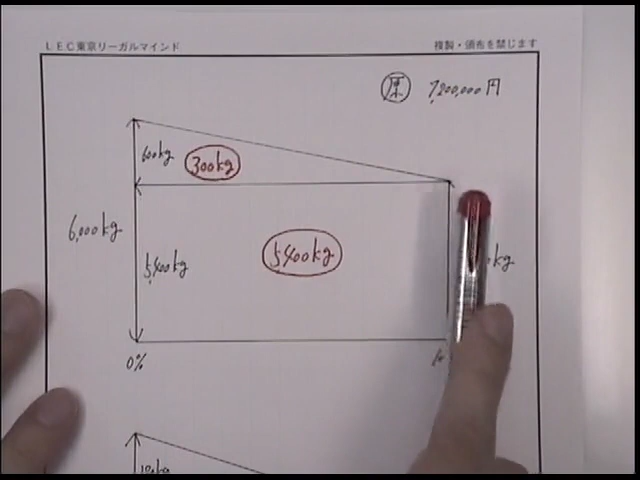 LEC東京リーガルマインド 複製・頒布を禁じます
原 7,200,000円
600kg 300kg
6,000kg
5,400kg 5,400kg
kg
0%